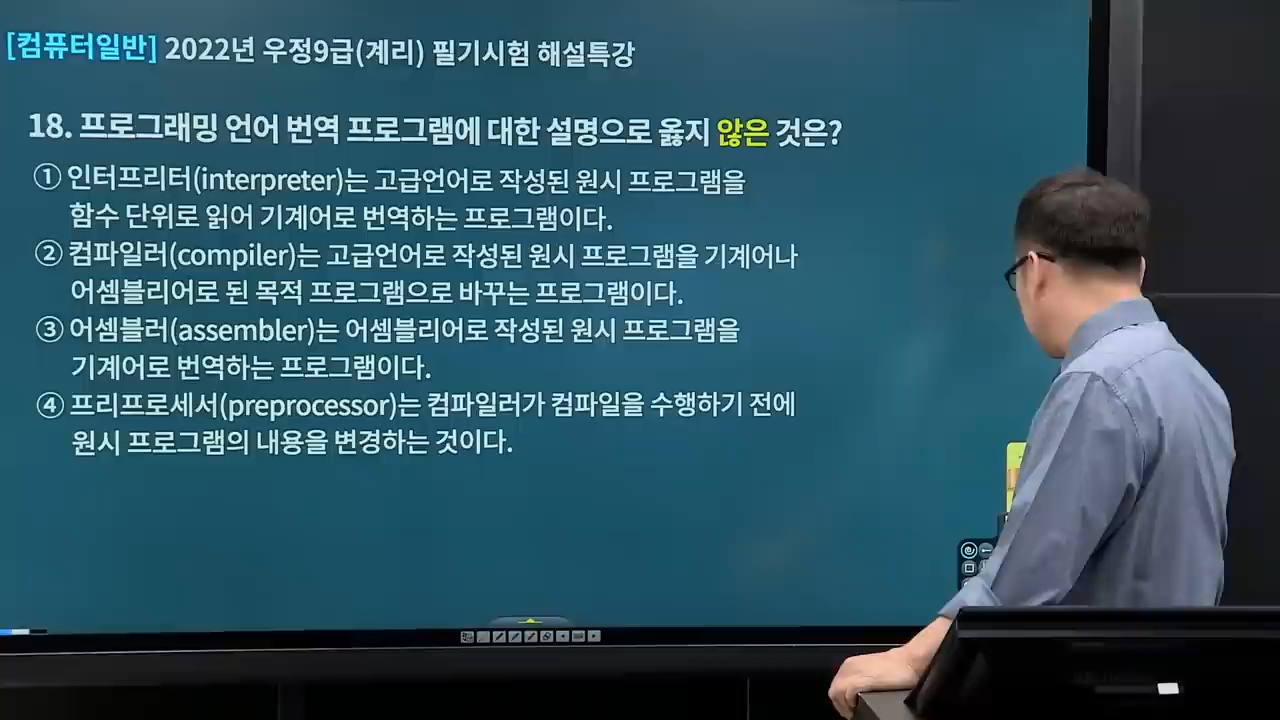 [컴퓨터일반] 2022년 우정9급(계리) 필기시험 해설특강
18. 프로그래밍 언어 번역 프로그램에 대한 설명으로 옳지 않은 것은?
① 인터프리터(interpreter)는 고급언어로 작성된 원시 프로그램을
함수 단위로 읽어 기계어로 번역하는 프로그램이다.
② 컴파일러(compiler)는 고급언어로 작성된 원시 프로그램을 기계어나
어셈블리어로 된 목적 프로그램으로 바꾸는 프로그램이다.
③ 어셈블러(assembler)는 어셈블리어로 작성된 원시 프로그램을
기계어로 번역하는 프로그램이다.
④ 프리프로세서(preprocessor)는 컴파일러가 컴파일을 수행하기 전에
원시 프로그램의 내용을 변경하는 것이다.